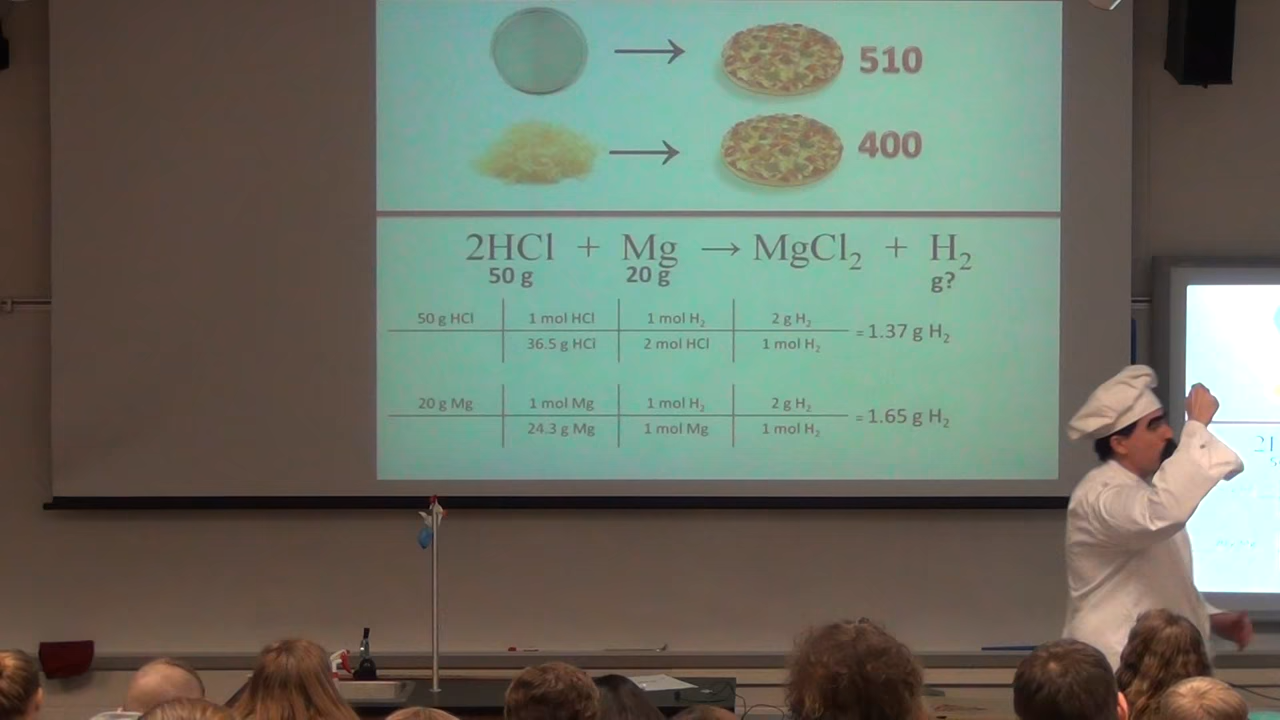 510
400
2HCl + Mg → MgCl₂ + H₂
50 g 20 g g?
50 g HCl 1 mol HCl 1 mol H₂ 2 g H₂
36.5 g HCl 2 mol HCl 1 mol H₂
= 1.37 g H₂
20 g Mg 1 mol Mg 1 mol H₂ 2 g H₂
24.3 g Mg 1 mol Mg 1 mol H₂
= 1.65 g H₂